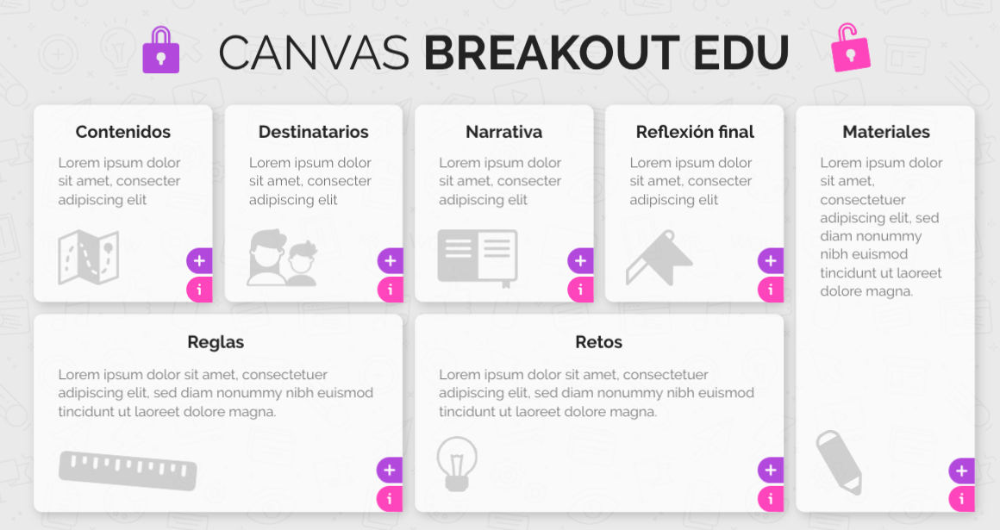 CANVAS BREAKOUT EDU
Contenidos
Lorem ipsum dolor
sit amet, consecter
adipiscing elit
Destinatarios
Lorem ipsum dolor
sit amet, consecter
adipiscing elit
Narrativa
Lorem ipsum dolor
sit amet, consecter
adipiscing elit
Reflexión final
Lorem ipsum dolor
sit amet, consecter
adipiscing elit
Materiales
Lorem ipsum dolor
sit amet,
consectetuer
adipiscing elit, sed
diam nonummy
nibh euismod
tincidunt ut laoreet
dolore magna.
Reglas
Lorem ipsum dolor sit amet, consectetuer
adipiscing elit, sed diam nonummy nibh euismod
tincidunt ut laoreet dolore magna.
Retos
Lorem ipsum dolor sit amet, consectetuer
adipiscing elit, sed diam nonummy nibh euismod
tincidunt ut laoreet dolore magna.